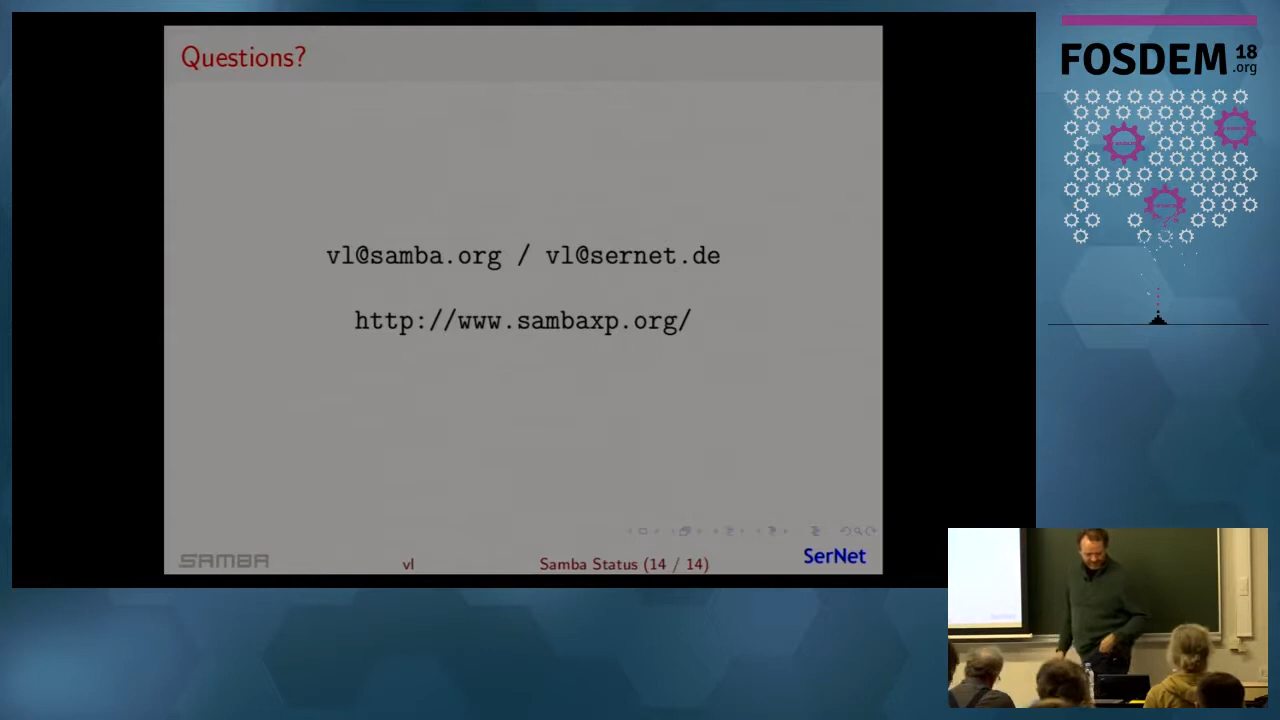 Questions?
vl@samba.org / vl@sernet.de
http://www.sambaxp.org/
SAMBA
vl
Samba Status (14 / 14)
SerNet
FOSDEM 18
.org